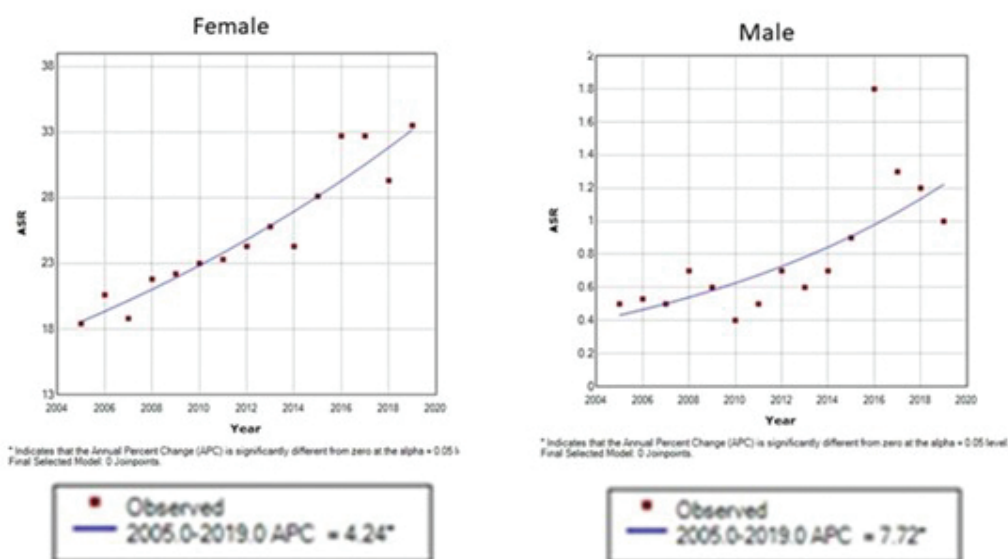 Female
38
33
28
23
18
13
ASR
2004 2006 2008 2010 2012 2014 2016 2018 2020
Year
* Indicates that the Annual Percent Change (APC) is significantly different from zero at the alpha = 0.05 l
Final Selected Model: 0 Joinpoints.
Observed
2005.0-2019.0 APC = 4.24*
Male
2
1.8
1.6
1.4
1.2
1
0.8
0.6
0.4
0.2
0
ASR
2004 2006 2008 2010 2012 2014 2016 2018 2020
Year
* Indicates that the Annual Percent Change (APC) is significantly different from zero at the alpha = 0.05 level
Final Selected Model: 0 Joinpoints.
Observed
2005.0-2019.0 APC = 7.72*